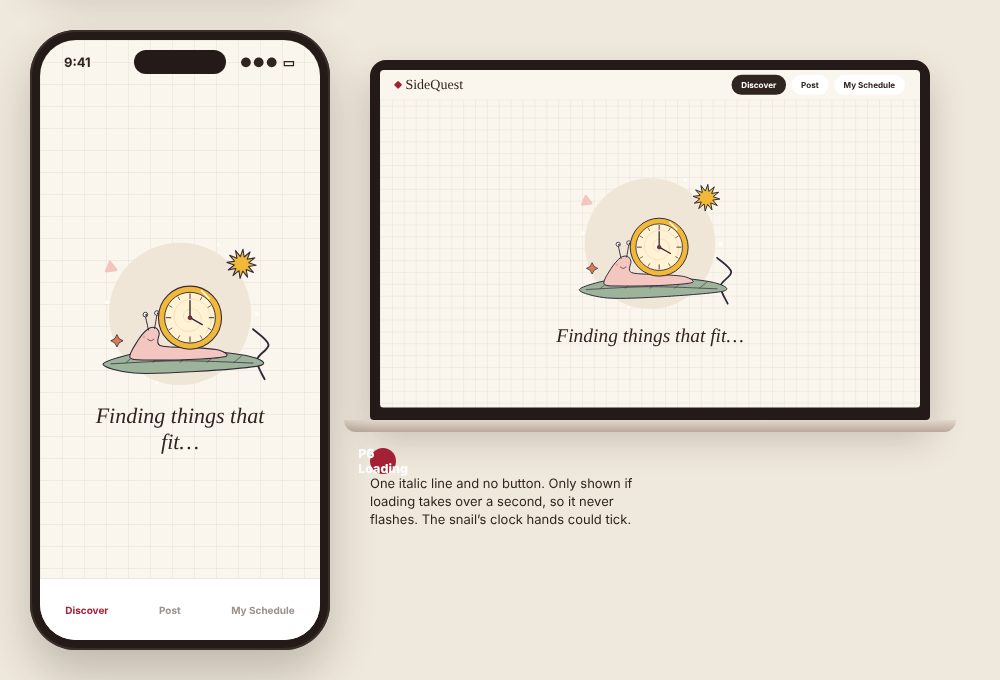 9:41
Finding things that
fit…
Discover Post My Schedule
SideQuest
Discover Post My Schedule
Finding things that fit…
P6
Loading
One italic line and no button. Only shown if
loading takes over a second, so it never
flashes. The snail’s clock hands could tick.